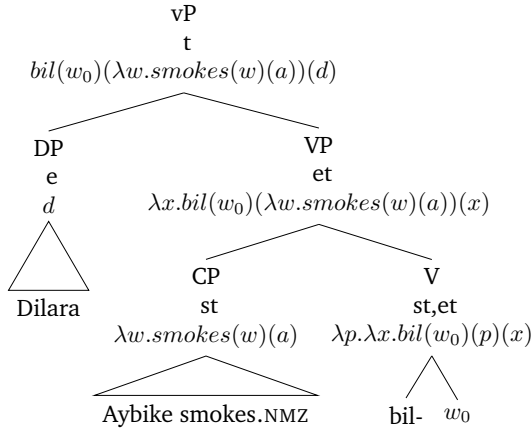 vP
t
bil(w₀)(λw.smokes(w)(a))(d)
DP
e
d
Dilara
VP
et
λx.bil(w₀)(λw.smokes(w)(a))(x)
CP
st
λw.smokes(w)(a)
Aybike smokes.NMZ
V
st,et
λp.λx.bil(w₀)(p)(x)
bil- w₀